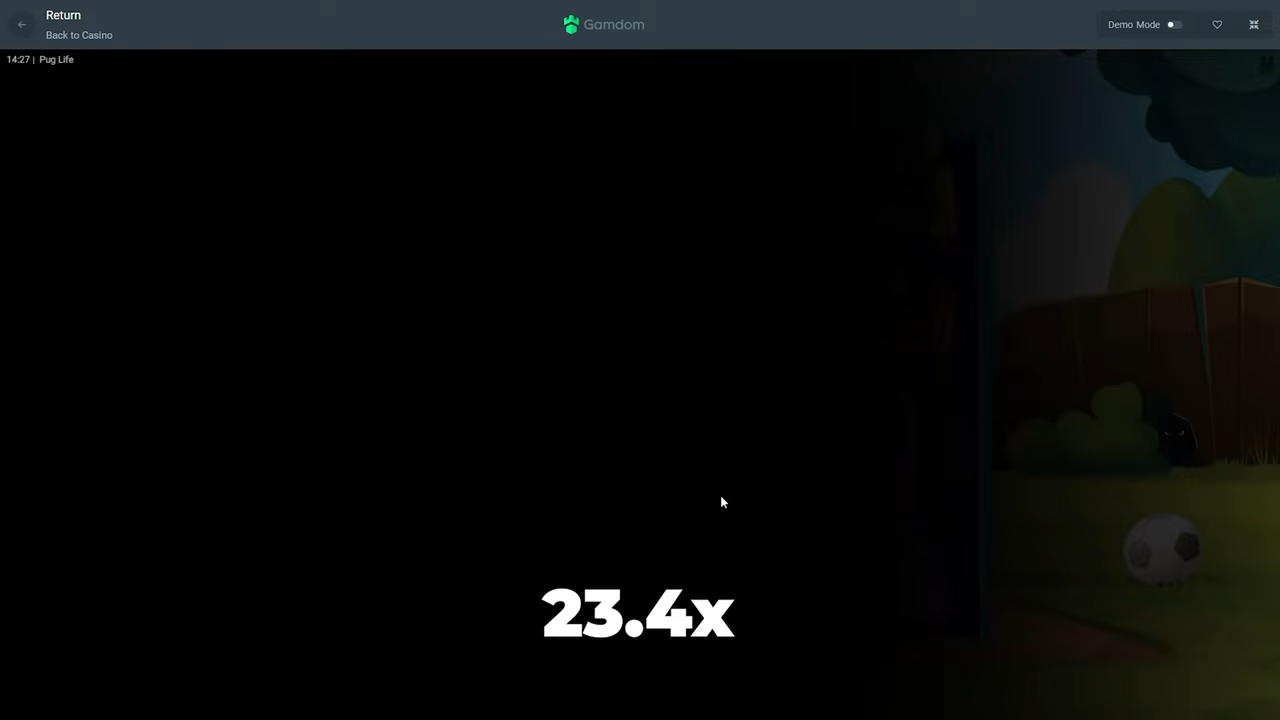 Return
Back to Casino
Gamdom
Demo Mode
14:27 | Pug Life
23.4x